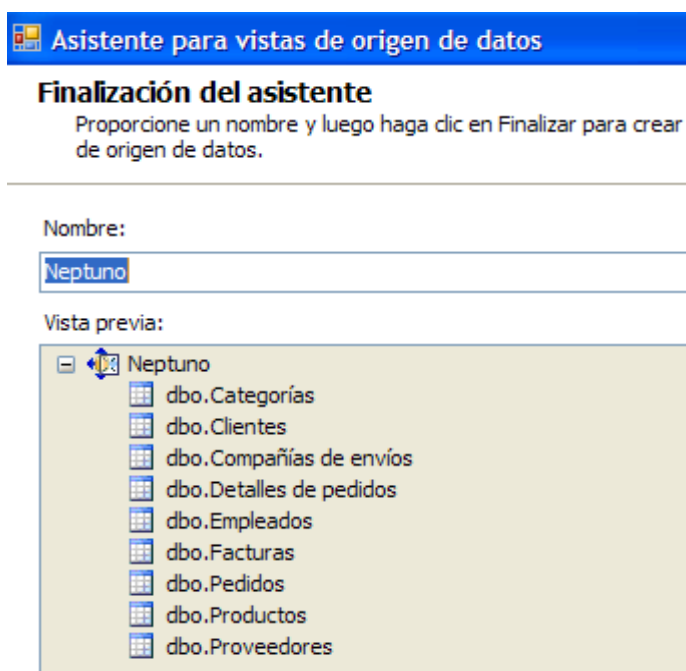 Asistente para vistas de origen de datos
Finalización del asistente
Proporcione un nombre y luego haga clic en Finalizar para crear
de origen de datos.
Nombre:
Neptuno
Vista previa:
Neptuno
dbo.Categorías
dbo.Clientes
dbo.Compañías de envíos
dbo.Detalles de pedidos
dbo.Empleados
dbo.Facturas
dbo.Pedidos
dbo.Productos
dbo.Proveedores